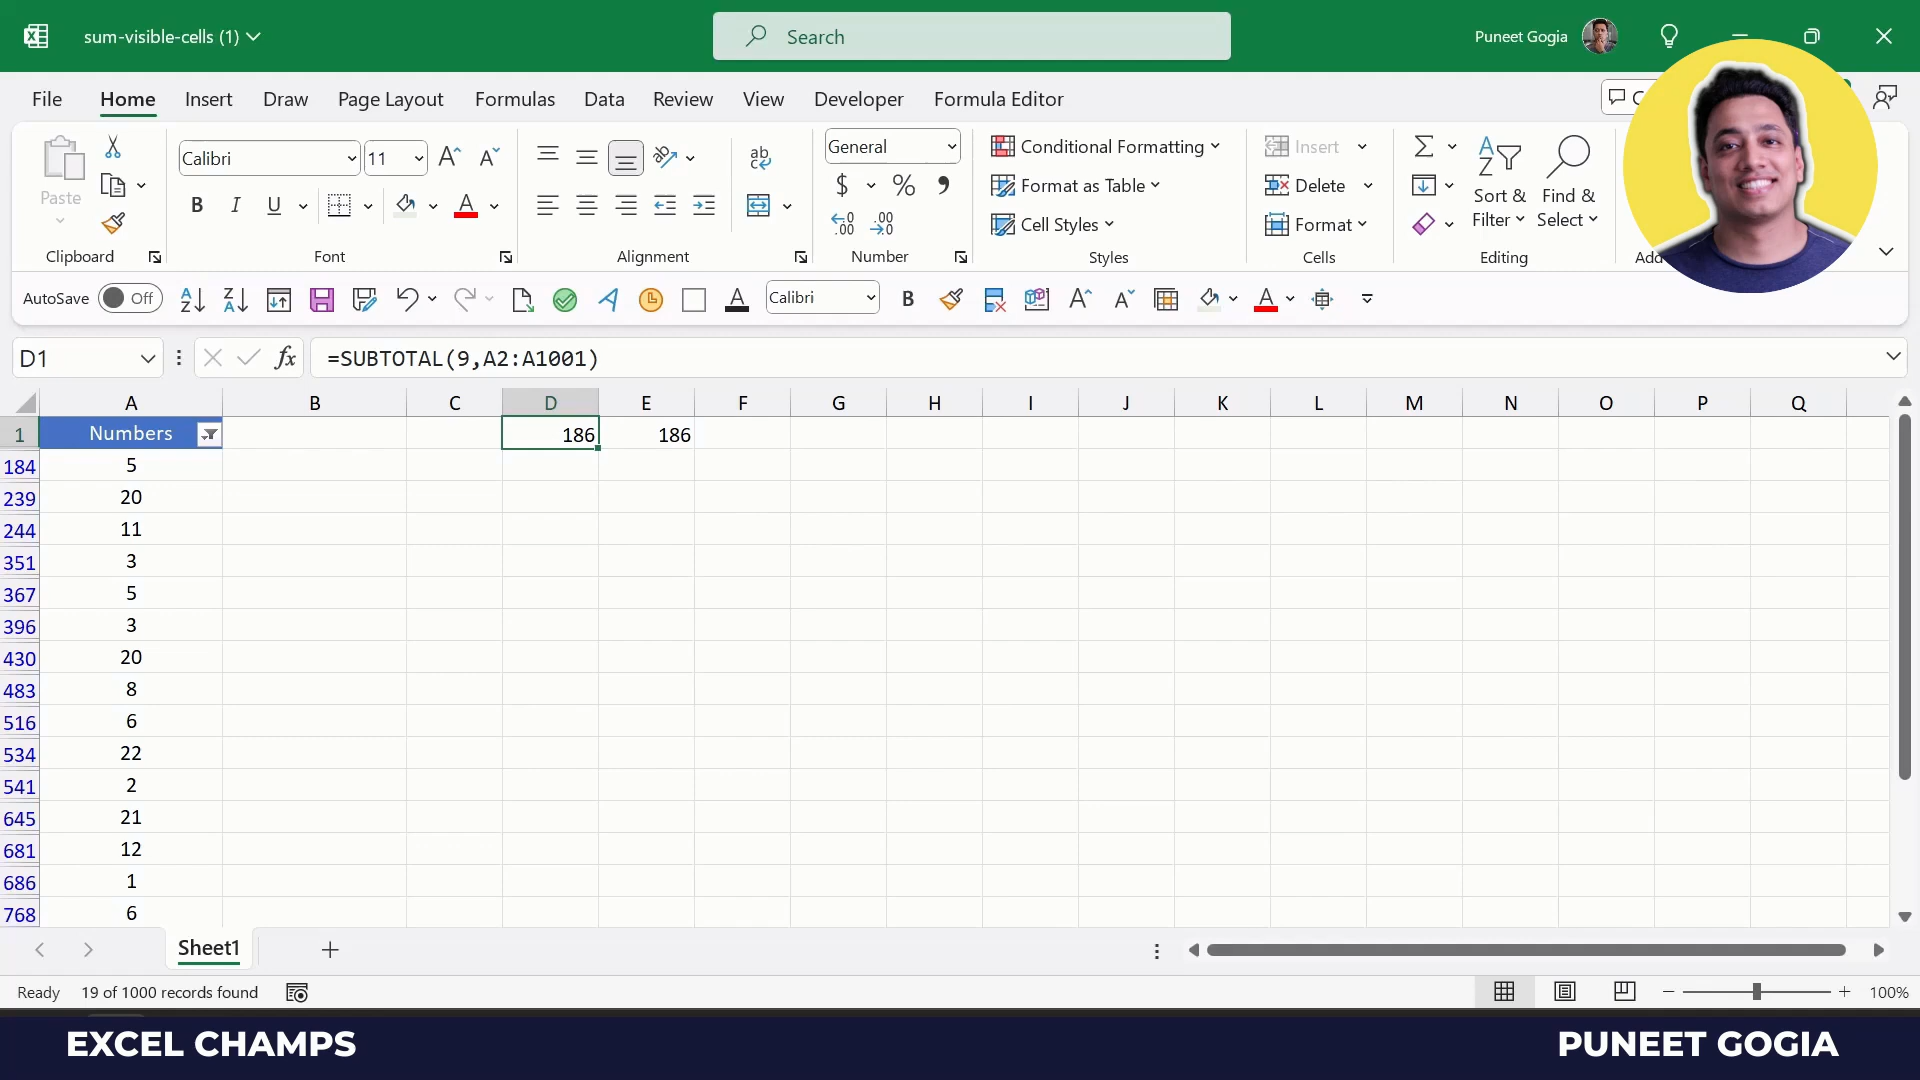 sum-visible-cells (1)
Search
Puneet Gogia
File Home Insert Draw Page Layout Formulas Data Review View Developer Formula Editor
Paste
Clipboard
Calibri 11
B I U
Font
ab
Alignment
General
$ % ,
Number
Conditional Formatting
Format as Table
Cell Styles
Styles
Insert
Delete
Format
Cells
Sort & Filter
Find & Select
Editing
AutoSave Off
Calibri
B
D1
fx
=SUBTOTAL(9,A2:A1001)
A B C D E F G H I J K L M N O P Q
1 Numbers 186 186
184 5
239 20
244 11
351 3
367 5
396 3
430 20
483 8
516 6
534 22
541 2
645 21
681 12
686 1
768 6
Sheet1
Ready 19 of 1000 records found
100%
EXCEL CHAMPS
PUNEET GOGIA